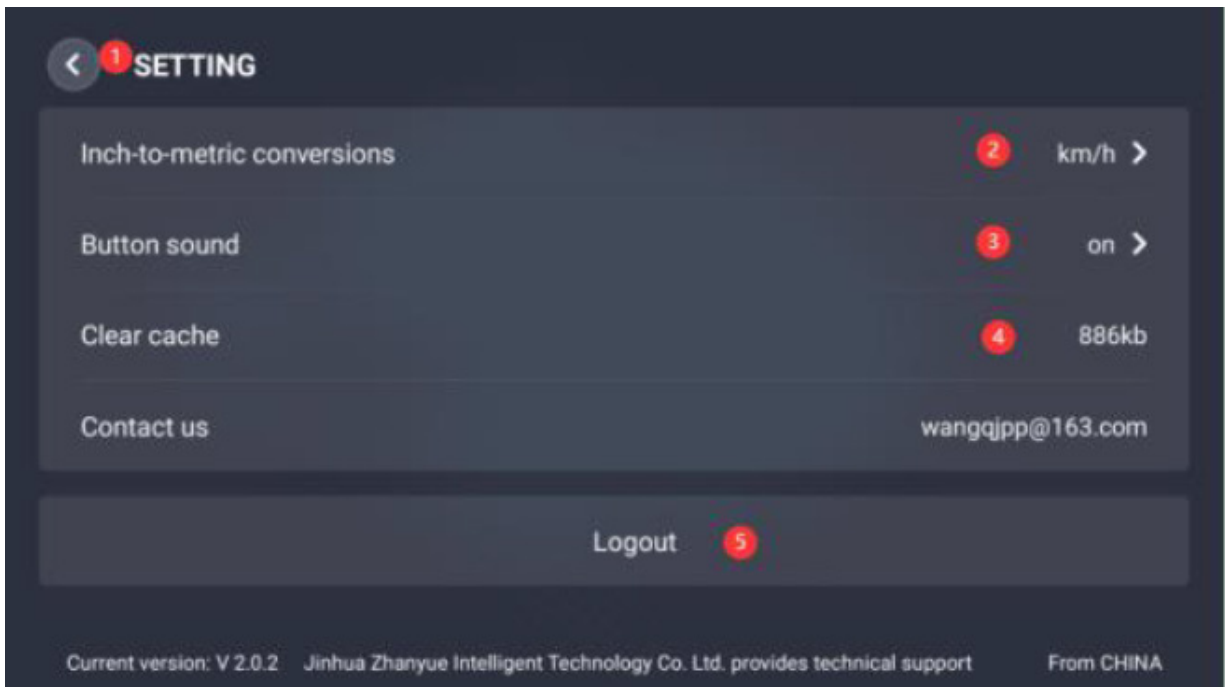 1 SETTING
Inch-to-metric conversions 2 km/h >
Button sound 3 on >
Clear cache 4 886kb
Contact us wangqjpp@163.com
Logout 5
Current version: V 2.0.2 Jinhua Zhanyue Intelligent Technology Co. Ltd. provides technical support From CHINA